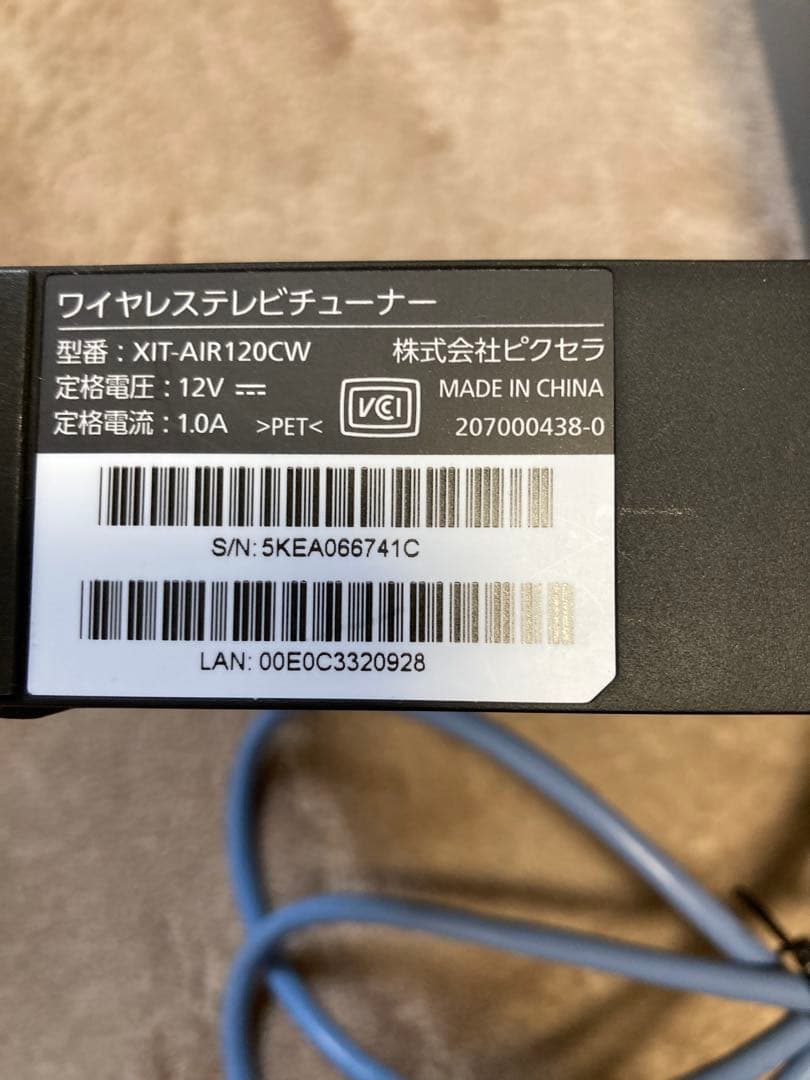 ワイヤレステレビチューナー
型番 : XIT-AIR120CW 株式会社ピクセラ
定格電圧 : 12V ⎓ MADE IN CHINA
定格電流 : 1.0A >PET< VCCI 207000438-0
S/N: 5KEA066741C
LAN: 00E0C3320928